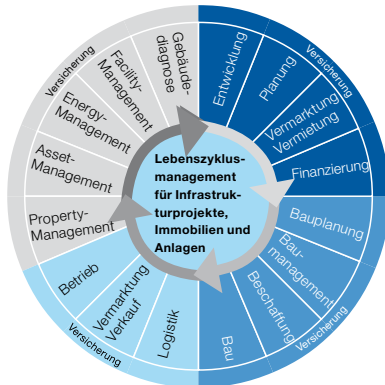 Entwicklung
Planung
Vermarktung
Vermietung
Finanzierung
Versicherung
Bauplanung
Bau-
management
Beschaffung
Bau
Versicherung
Logistik
Vermarktung
Verkauf
Betrieb
Versicherung
Property-
Management
Asset-
Management
Energy-
Management
Facility-
Management
Gebäude-
diagnose
Versicherung
Lebenszyklus-
management
für Infrastruk-
turprojekte,
Immobilien und
Anlagen